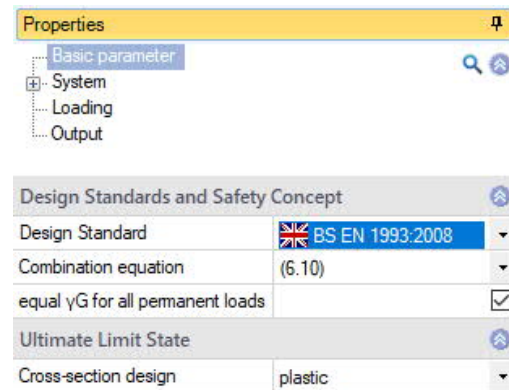 Properties
Basic parameter
System
Loading
Output
Design Standards and Safety Concept
Design Standard BS EN 1993:2008
Combination equation (6.10)
equal γG for all permanent loads
Ultimate Limit State
Cross-section design plastic